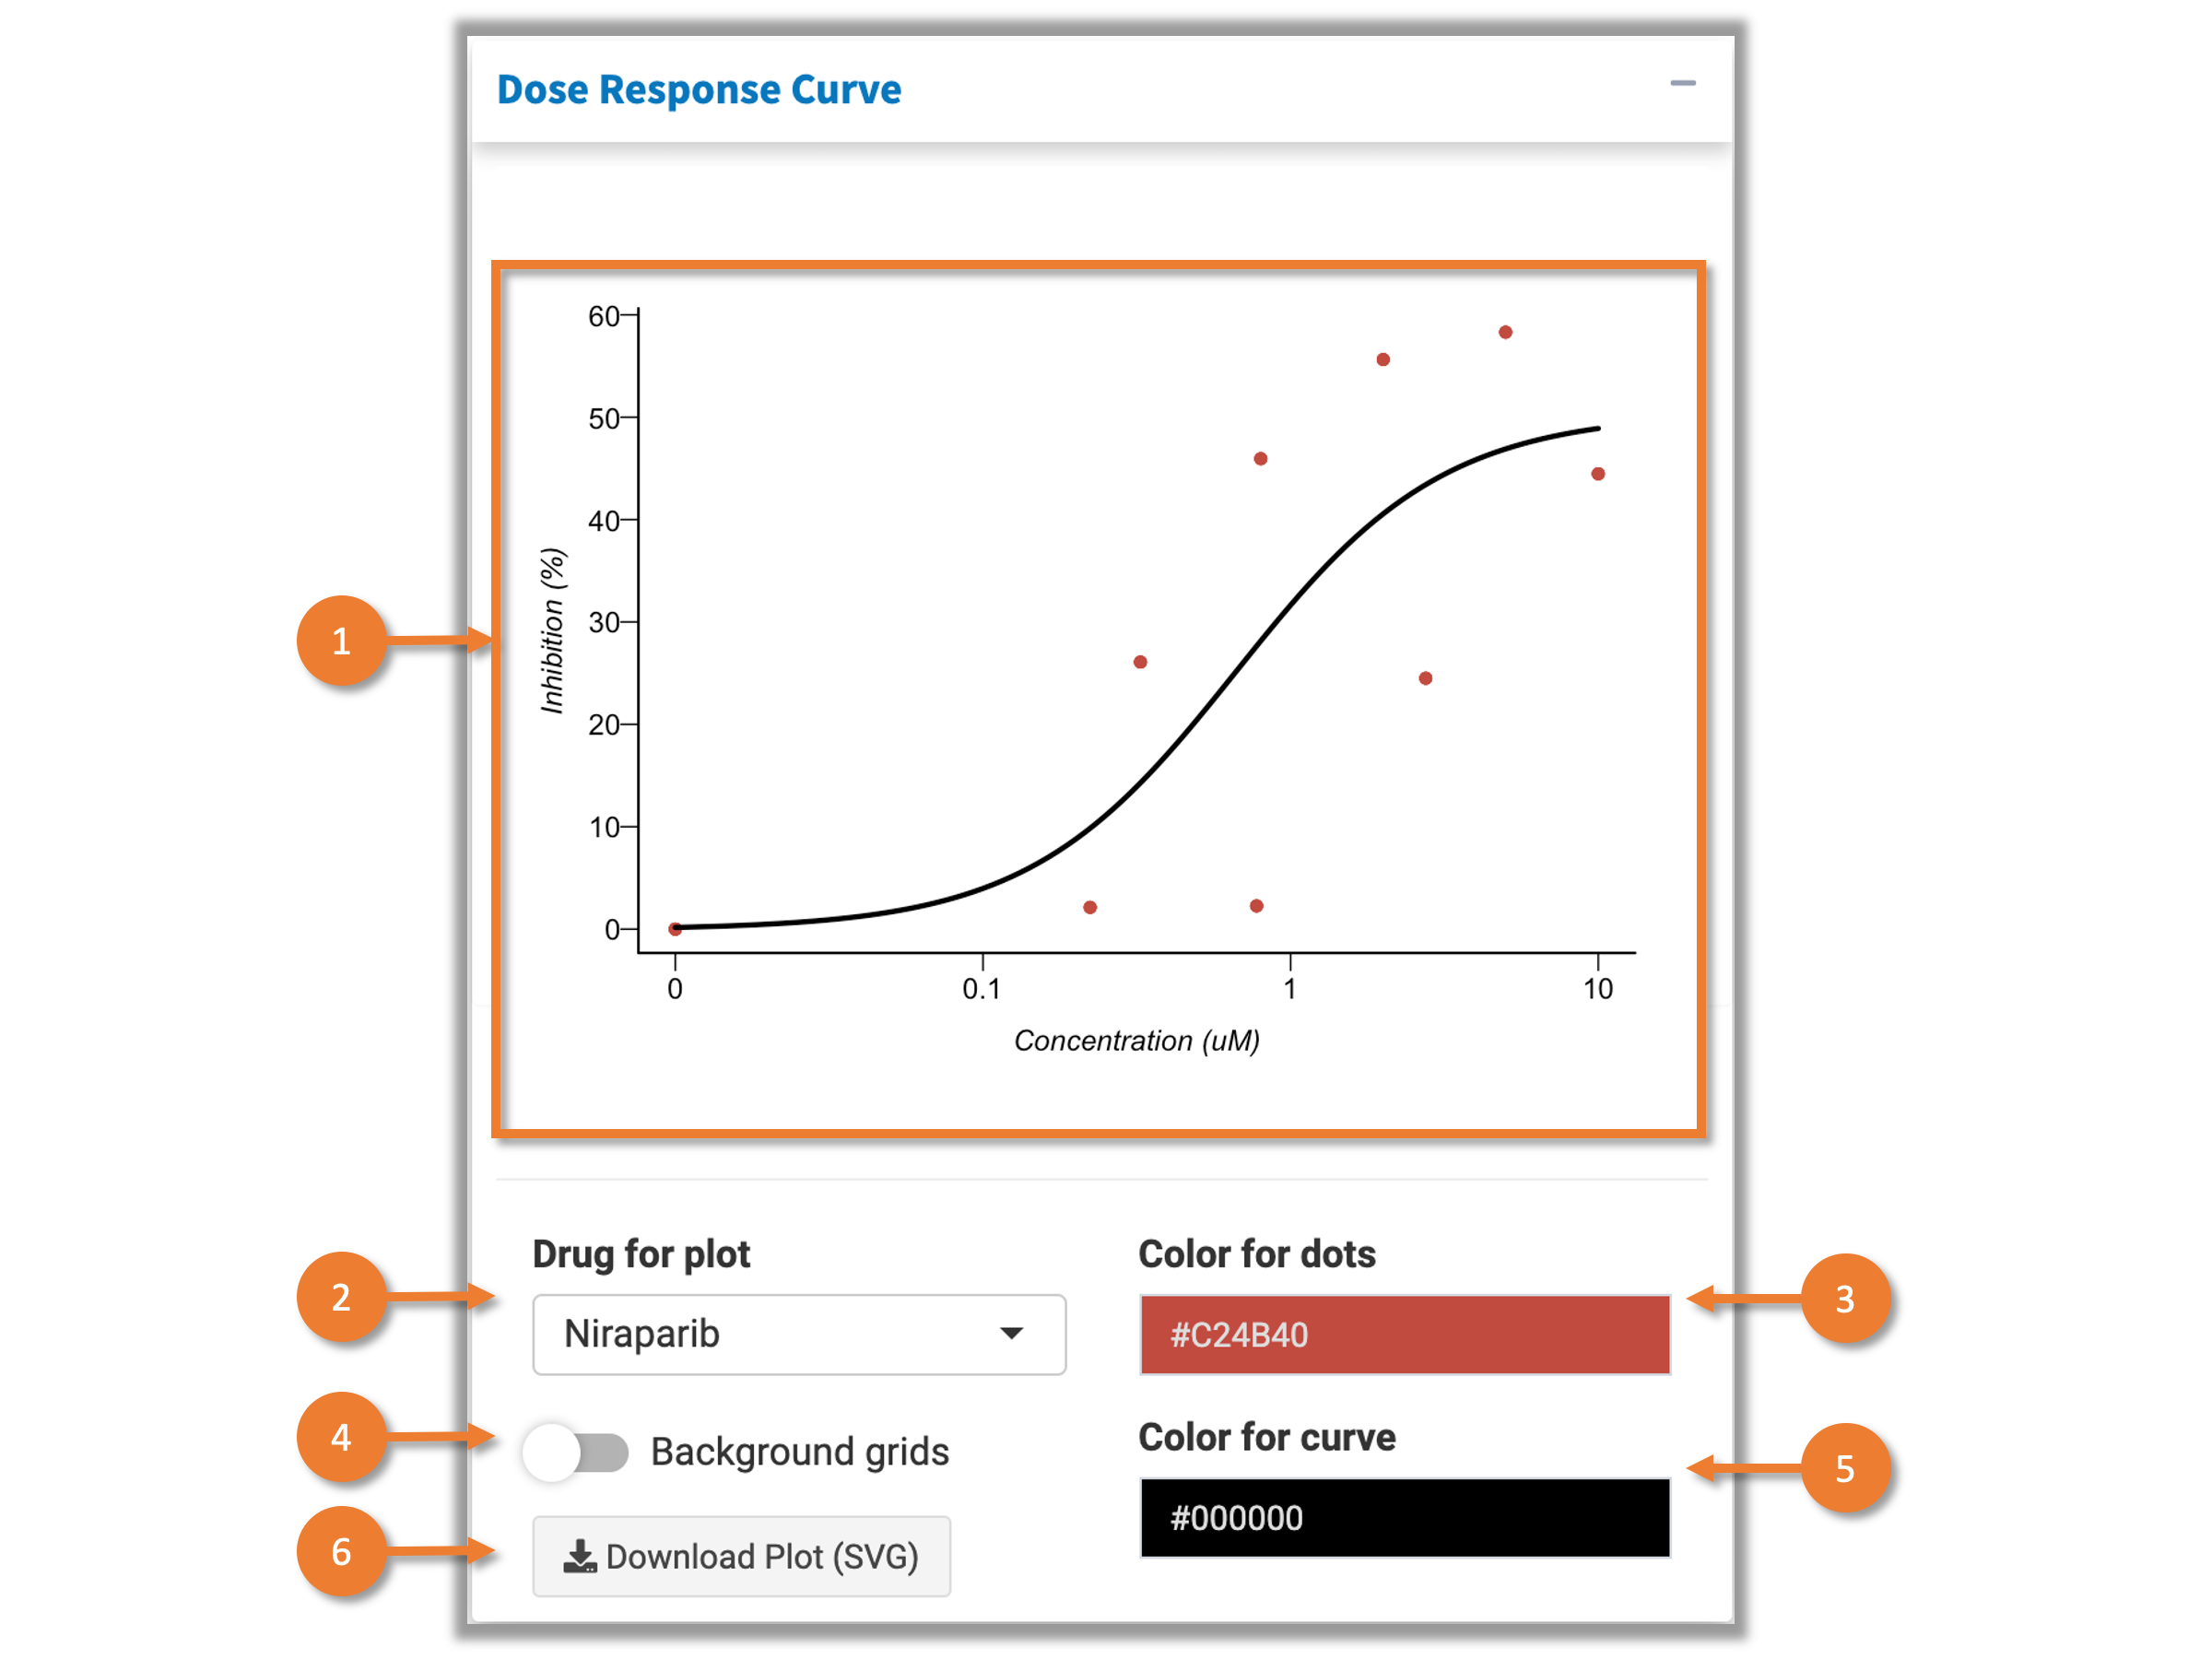 Dose Response Curve
60
50
40
30
20
10
0
Inhibition (%)
0 0.1 1 10
Concentration (uM)
1
Drug for plot
Color for dots
2
Niraparib
#C24B40
3
4
Background grids
Color for curve
5
#000000
6
Download Plot (SVG)